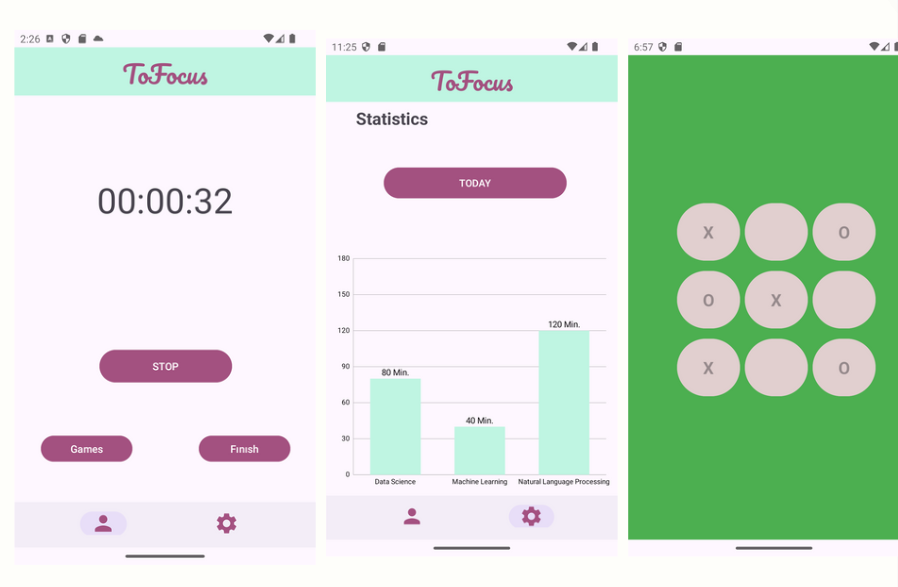 2:26
ToFocus
00:00:32
STOP
Games
Finish
11:25
ToFocus
Statistics
TODAY
180
150
120
90
60
30
0
80 Min.
40 Min.
120 Min.
Data Science
Machine Learning
Natural Language Processing
6:57
X O
O X
X O